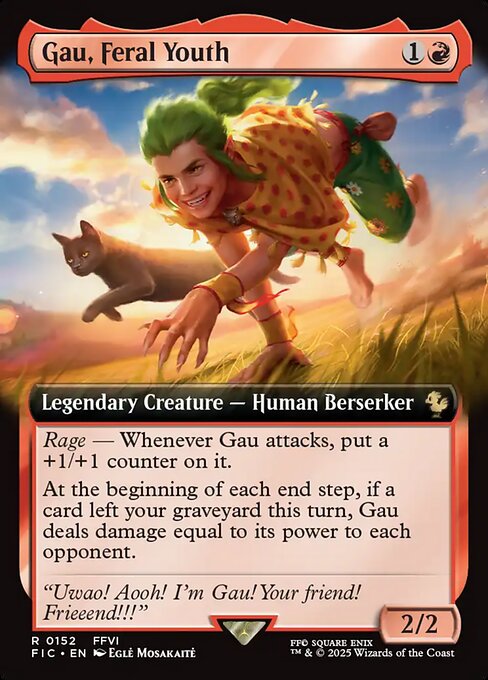 Gau, Feral Youth 1
Legendary Creature — Human Berserker
Rage — Whenever Gau attacks, put a
+1/+1 counter on it.
At the beginning of each end step, if a
card left your graveyard this turn, Gau
deals damage equal to its power to each
opponent.
“Uwao! Aooh! I'm Gau! Your friend!
Frieeend!!!”
2/2
R 0152 FFVI
FIC • EN Eglė Mosakaitė
FF© SQUARE ENIX
™ & © 2025 Wizards of the Coast